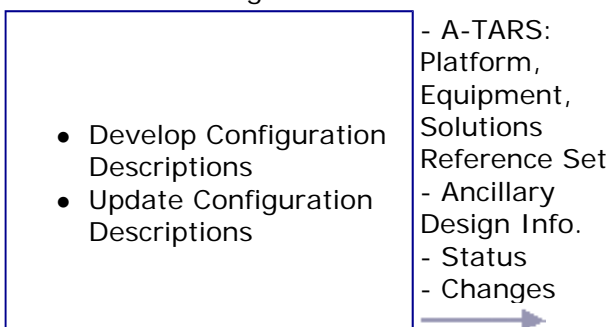 ● Develop Configuration
Descriptions
● Update Configuration
Descriptions
- A-TARS:
Platform,
Equipment,
Solutions
Reference Set
- Ancillary
Design Info.
- Status
- Changes